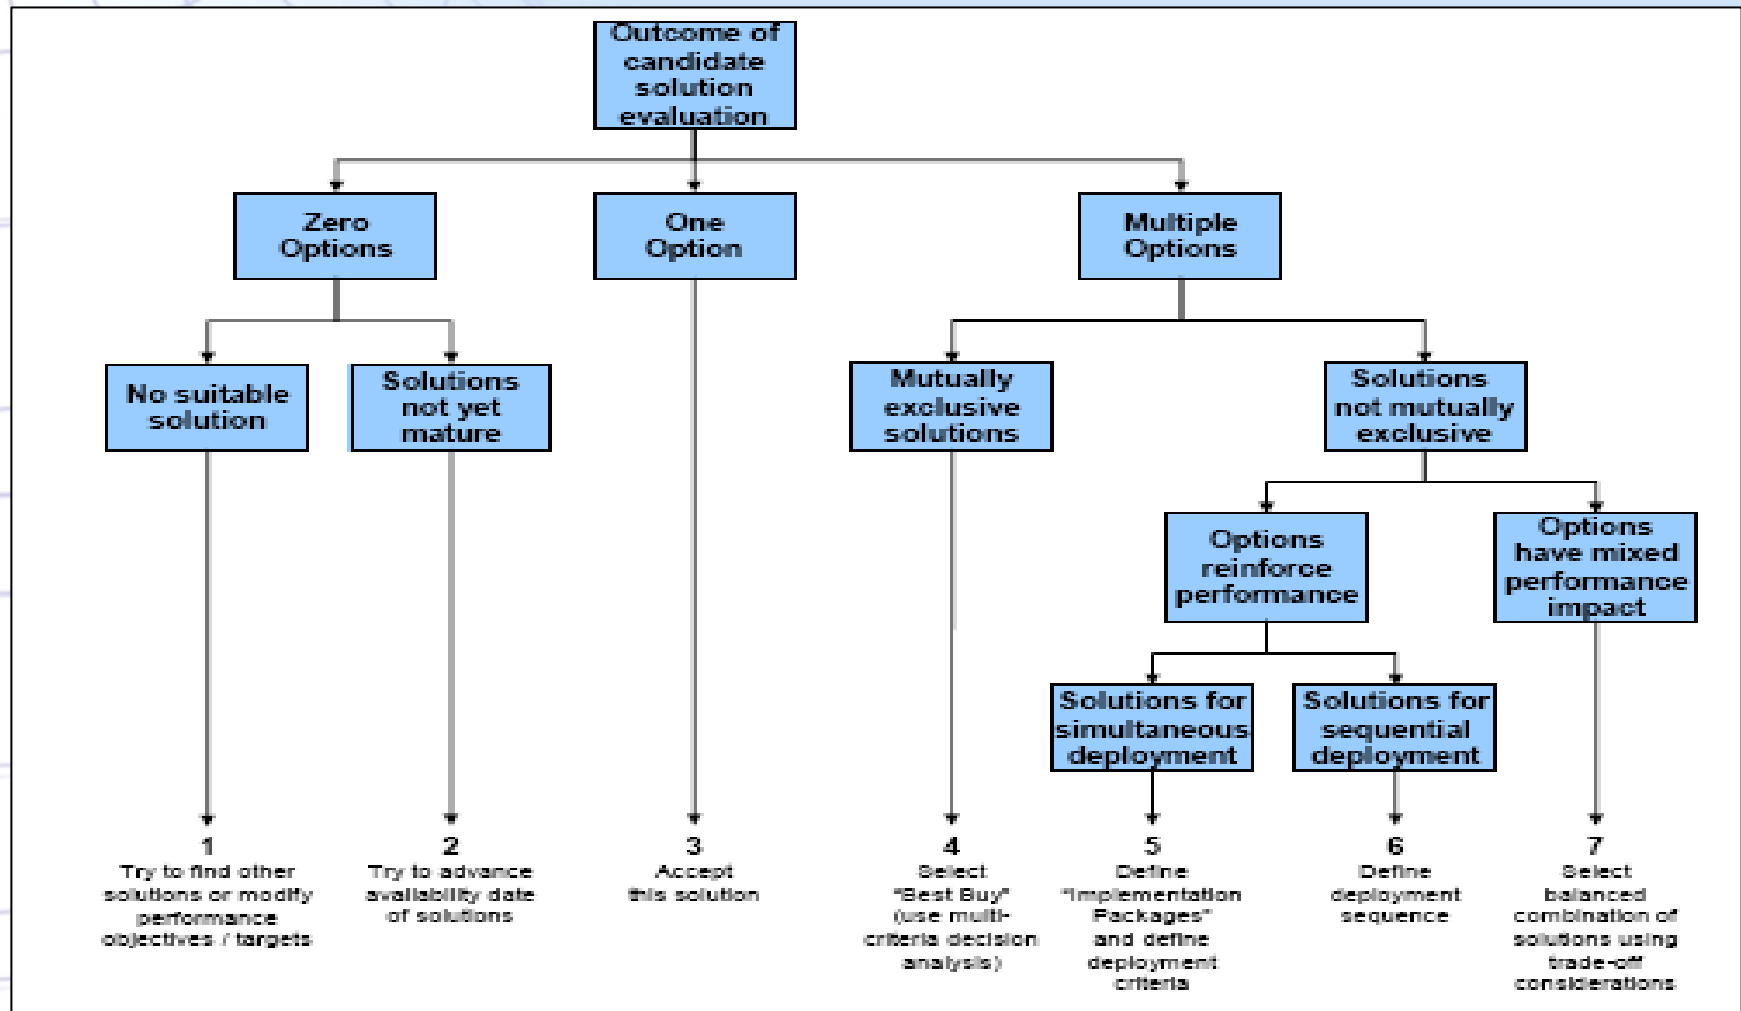 Outcome of
candidate
solution
evaluation
Zero
Options
One
Option
Multiple
Options
No suitable
solution
Solutions
not yet
mature
Mutually
exclusive
solutions
Solutions
not mutually
exclusive
Options
reinforce
performance
Options
have mixed
performance
impact
Solutions for
simultaneous
deployment
Solutions for
sequential
deployment
1
Try to find other
solutions or modify
performance
objectives / targets
2
Try to advance
availability date
of solutions
3
Accept
this solution
4
Select
"Best Buy"
(use multi-
criteria decision
analysis)
5
Define
"Implementation
Packages"
and define
deployment
criteria
6
Define
deployment
sequence
7
Select
balanced
combination of
solutions using
trade-off
considerations